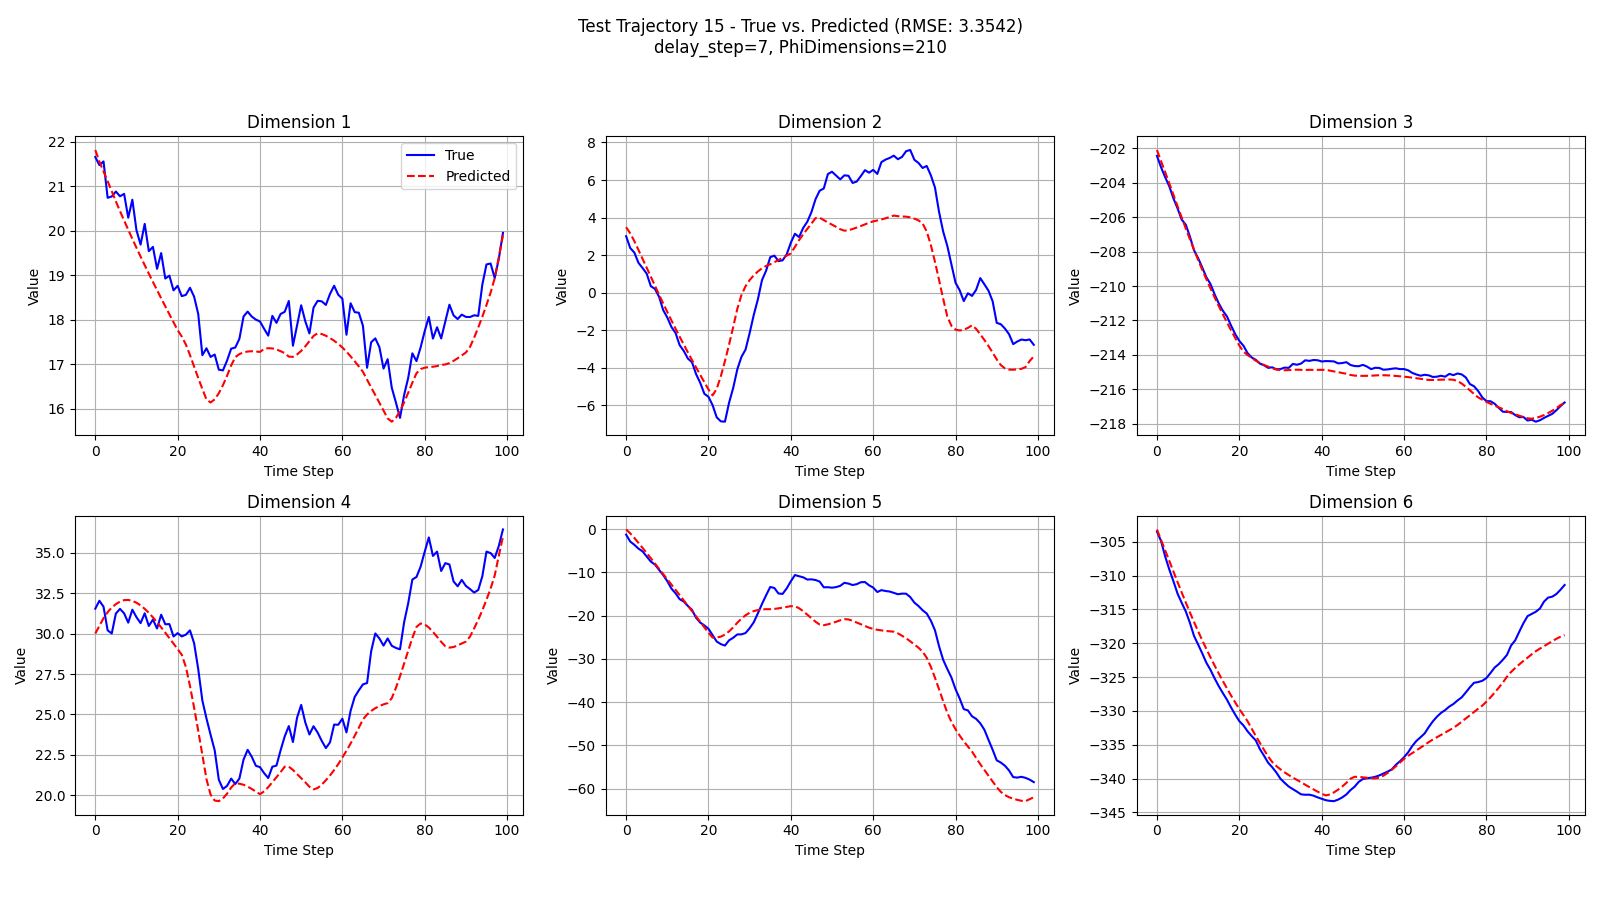 Test Trajectory 15 - True vs. Predicted (RMSE: 3.3542)
delay_step=7, PhiDimensions=210
Dimension 1
22
21
20
19
18
17
16
Value
0 20 40 60 80 100
Time Step
True
Predicted
Dimension 2
8
6
4
2
0
−2
−4
−6
Value
0 20 40 60 80 100
Time Step
Dimension 3
−202
−204
−206
−208
−210
−212
−214
−216
−218
Value
0 20 40 60 80 100
Time Step
Dimension 4
35.0
32.5
30.0
27.5
25.0
22.5
20.0
Value
0 20 40 60 80 100
Time Step
Dimension 5
0
−10
−20
−30
−40
−50
−60
Value
0 20 40 60 80 100
Time Step
Dimension 6
−305
−310
−315
−320
−325
−330
−335
−340
−345
Value
0 20 40 60 80 100
Time Step